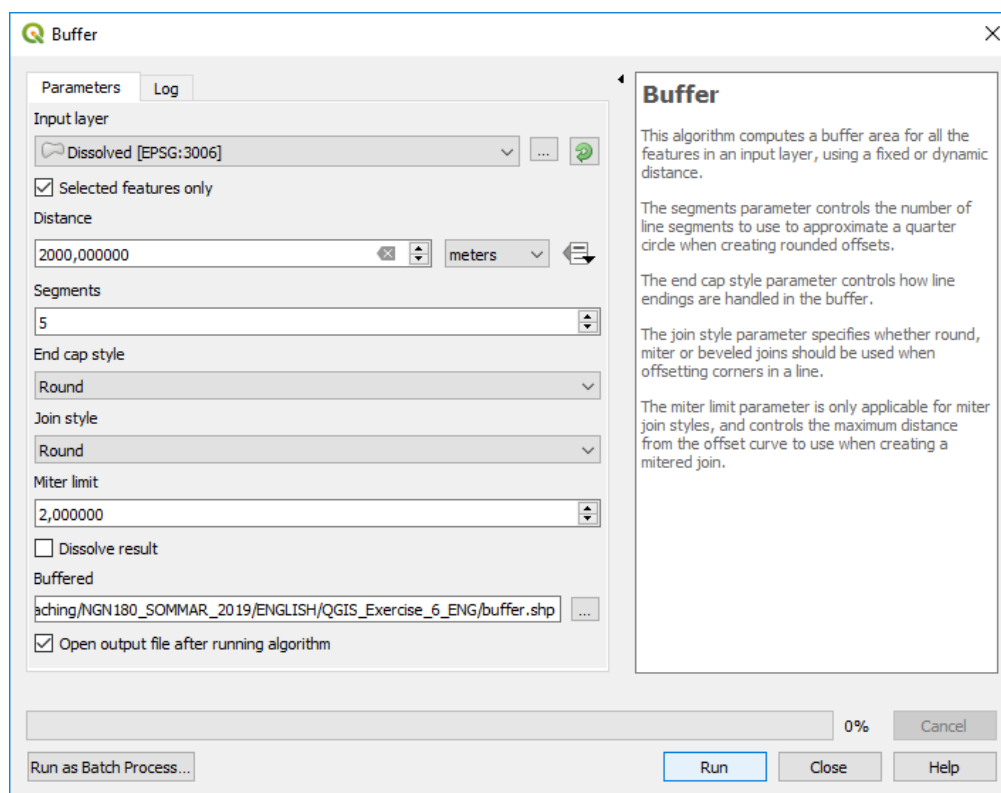 Buffer
Parameters
Log
Input layer
Dissolved [EPSG:3006]
...
Selected features only
Distance
2000,000000
meters
Segments
5
End cap style
Round
Join style
Round
Miter limit
2,000000
Dissolve result
Buffered
aching/NGN180_SOMMAR_2019/ENGLISH/QGIS_Exercise_6_ENG/buffer.shp
...
Open output file after running algorithm
Buffer
This algorithm computes a buffer area for all the
features in an input layer, using a fixed or dynamic
distance.
The segments parameter controls the number of
line segments to use to approximate a quarter
circle when creating rounded offsets.
The end cap style parameter controls how line
endings are handled in the buffer.
The join style parameter specifies whether round,
miter or beveled joins should be used when
offsetting corners in a line.
The miter limit parameter is only applicable for miter
join styles, and controls the maximum distance
from the offset curve to use when creating a
mitered join.
0%
Cancel
Run as Batch Process...
Run
Close
Help